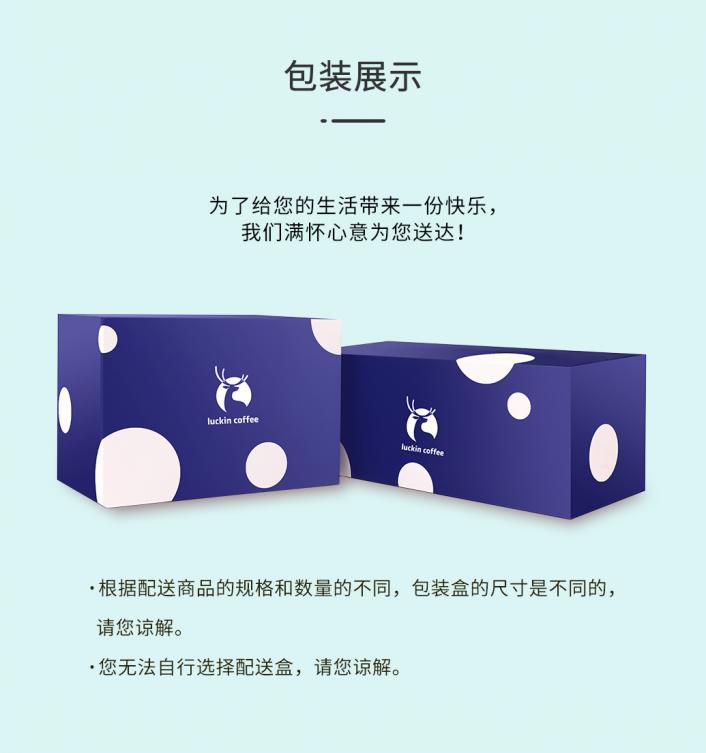 包装展示
为了给您的生活带来一份快乐，
我们满怀心意为您送达！
luckin coffee
luckin coffee
·根据配送商品的规格和数量的不同，包装盒的尺寸是不同的，
请您谅解。
·您无法自行选择配送盒，请您谅解。